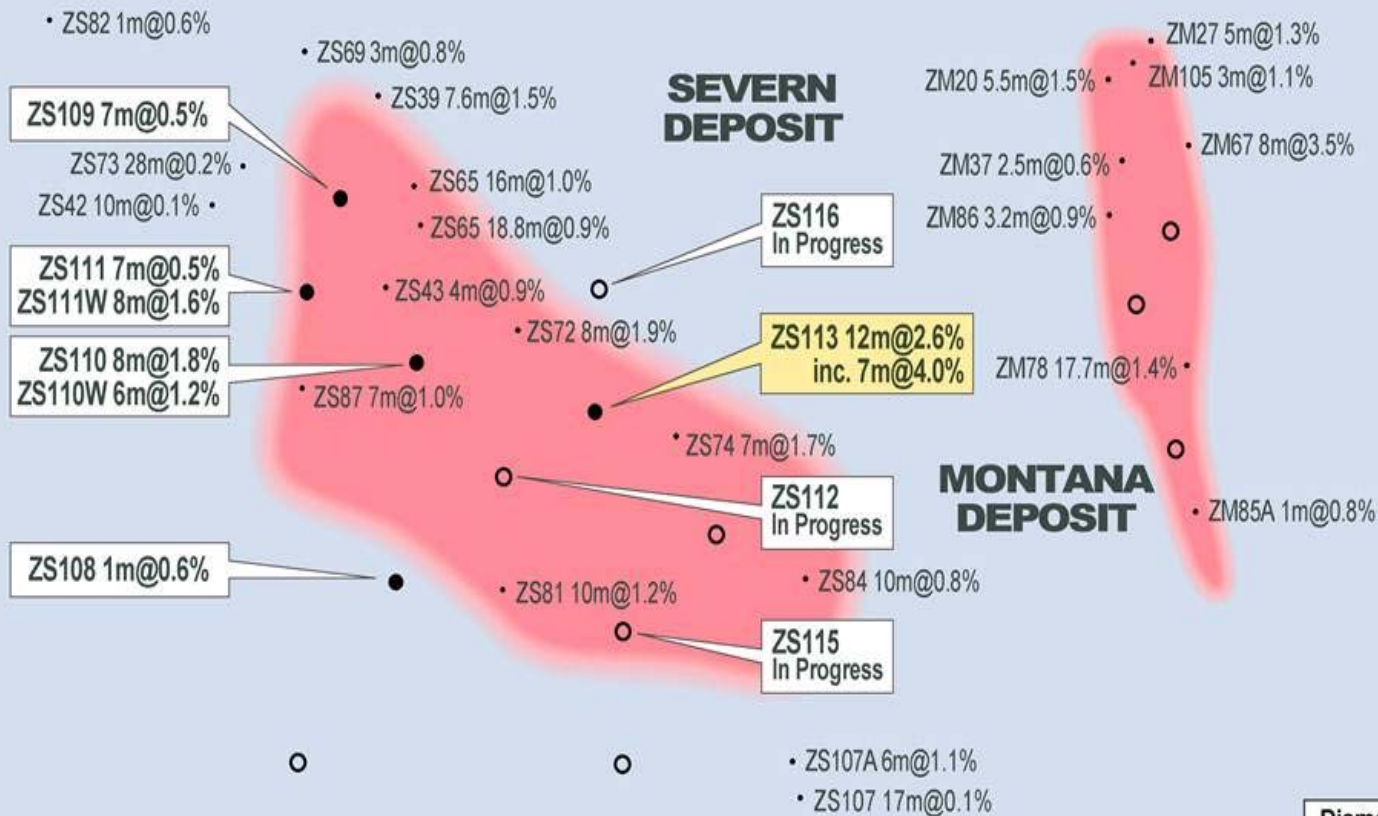 ZS82 1m@0.6%
ZS69 3m@0.8%
ZS39 7.6m@1.5%
ZS109 7m@0.5%
ZS73 28m@0.2%
ZS42 10m@0.1%
ZS65 16m@1.0%
ZS65 18.8m@0.9%
ZS111 7m@0.5%
ZS111W 8m@1.6%
ZS43 4m@0.9%
ZS72 8m@1.9%
ZS110 8m@1.8%
ZS110W 6m@1.2%
ZS87 7m@1.0%
SEVERN
DEPOSIT
ZS116
In Progress
ZS113 12m@2.6%
inc. 7m@4.0%
ZS74 7m@1.7%
ZS112
In Progress
ZS108 1m@0.6%
ZS81 10m@1.2%
ZS84 10m@0.8%
ZS115
In Progress
ZS107A 6m@1.1%
ZS107 17m@0.1%
ZM27 5m@1.3%
ZM20 5.5m@1.5%
ZM105 3m@1.1%
ZM67 8m@3.5%
ZM37 2.5m@0.6%
ZM86 3.2m@0.9%
ZM78 17.7m@1.4%
MONTANA
DEPOSIT
ZM85A 1m@0.8%